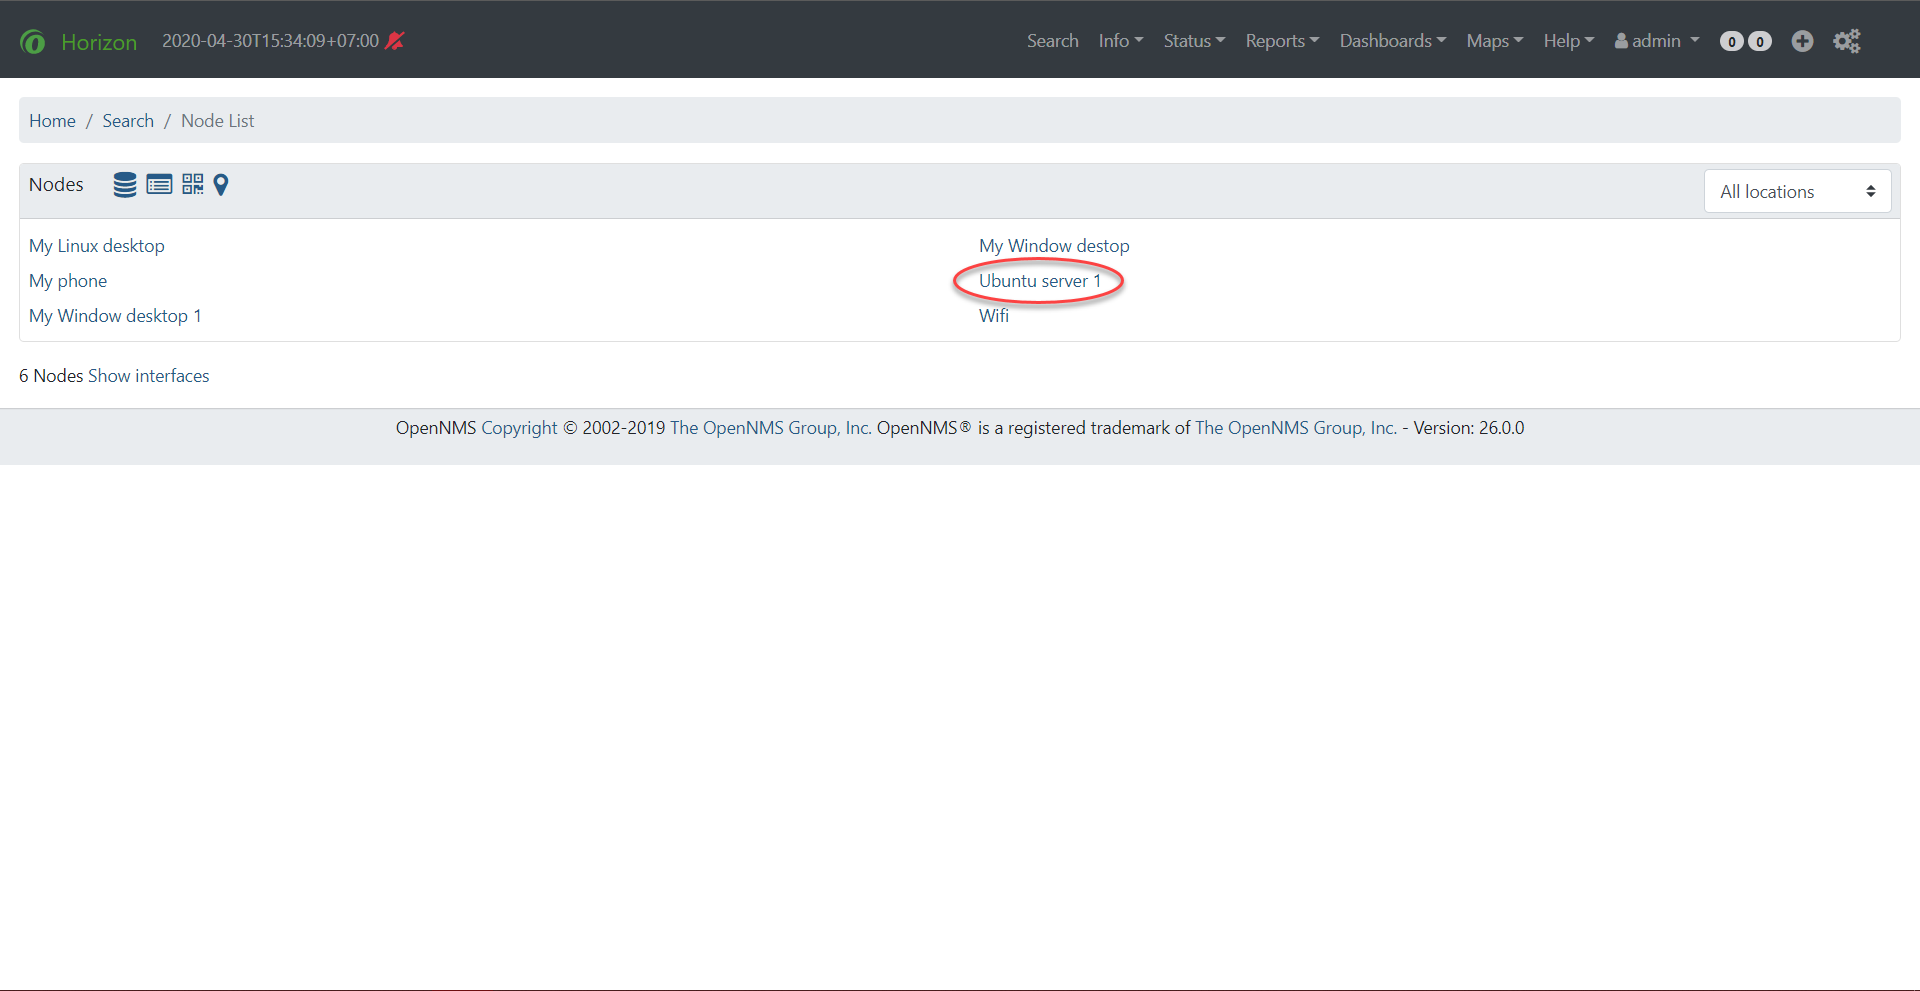 Horizon 2020-04-30T15:34:09+07:00 Search Info Status Reports Dashboards Maps Help admin 0 0
Home / Search / Node List
Nodes All locations
My Linux desktop My Window destop
My phone Ubuntu server 1
My Window desktop 1 Wifi
6 Nodes Show interfaces
OpenNMS Copyright © 2002-2019 The OpenNMS Group, Inc. OpenNMS® is a registered trademark of The OpenNMS Group, Inc. - Version: 26.0.0